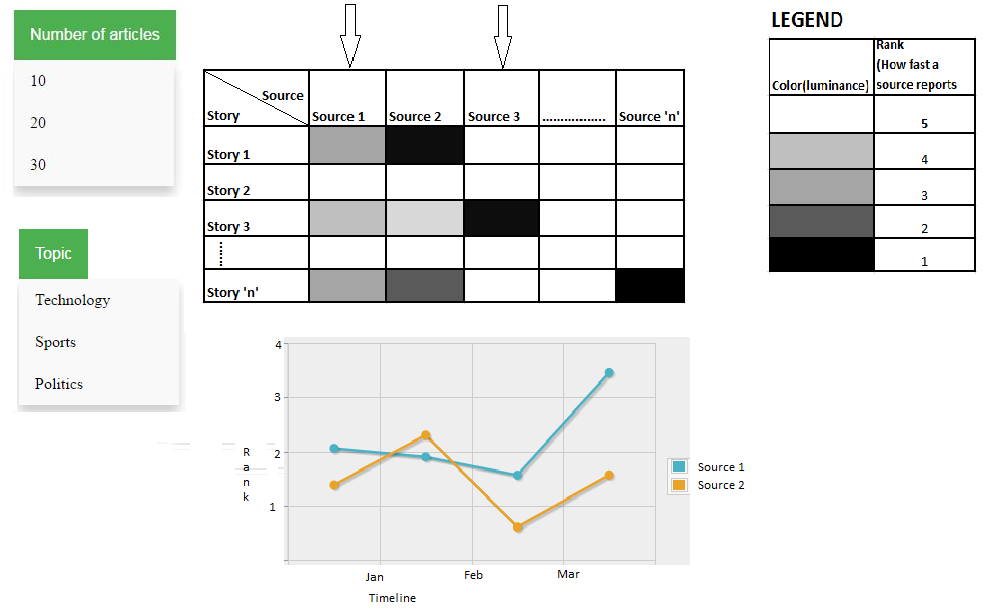 Number of articles
10
20
30
Topic
Technology
Sports
Politics
Source
Story
Source 1
Source 2
Source 3
.................
Source 'n'
Story 1
Story 2
Story 3
Story 'n'
LEGEND
Color(luminance)
Rank
(How fast a
source reports
5
4
3
2
1
4
3
2
1
Rank
Jan
Feb
Mar
Timeline
Source 1
Source 2